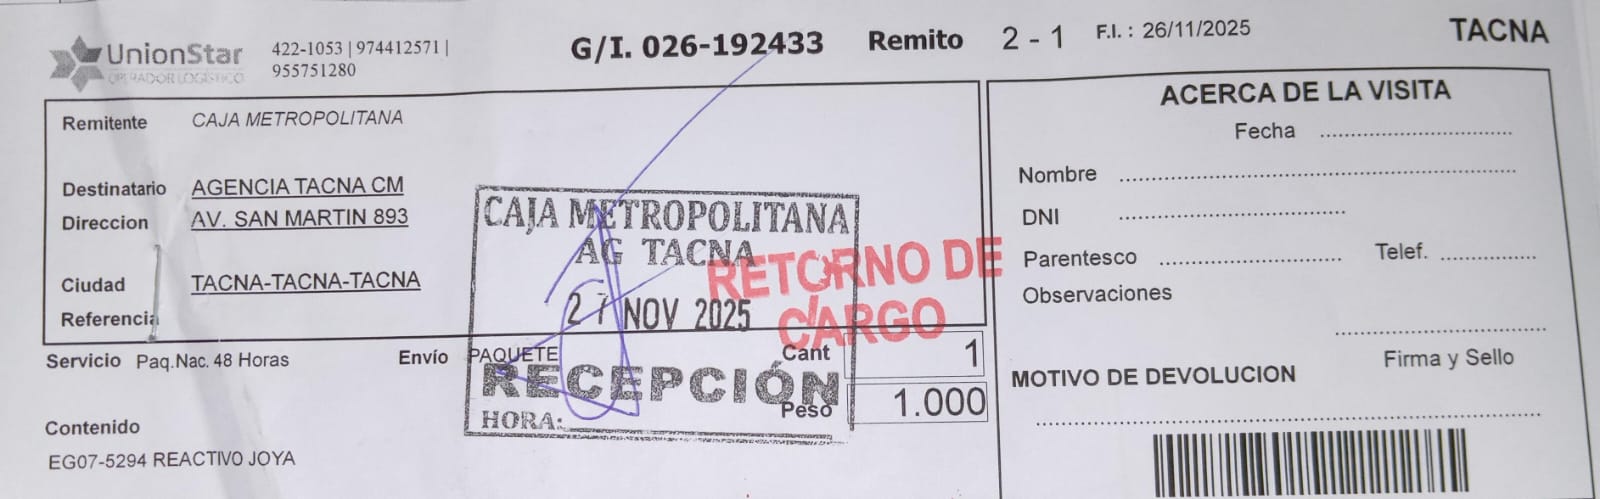 UnionStar
OPERADOR LOGÍSTICO
422-1053 | 974412571 |
955751280
G/I. 026-192433 Remito 2 - 1 F.I. : 26/11/2025 TACNA
Remitente CAJA METROPOLITANA
Destinatario AGENCIA TACNA CM
Direccion AV. SAN MARTIN 893
Ciudad TACNA-TACNA-TACNA
Referencia
CAJA METROPOLITANA
AG TACNA
27 NOV 2025
RECEPCIÓN
HORA:
RETORNO DE
CARGO
Servicio Paq.Nac. 48 Horas Envío PAQUETE Cant 1
Peso 1.000
Contenido
EG07-5294 REACTIVO JOYA
ACERCA DE LA VISITA
Fecha
Nombre
DNI
Parentesco Telef.
Observaciones
Firma y Sello
MOTIVO DE DEVOLUCION